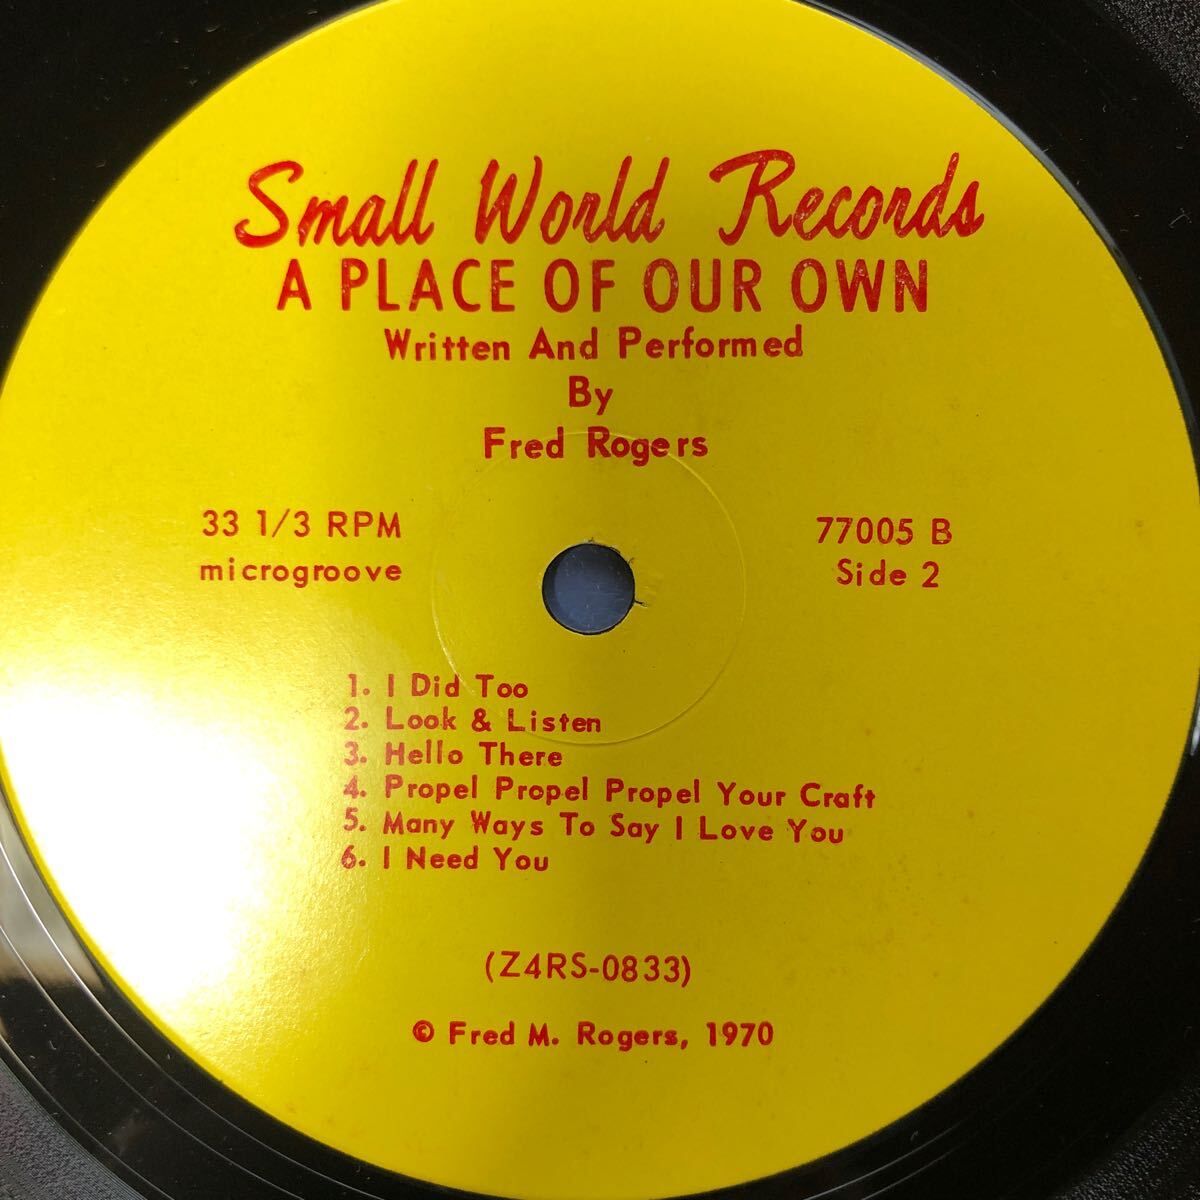 Small World Records
A PLACE OF OUR OWN
Written And Performed
By
Fred Rogers
33 1/3 RPM
microgroove
77005 B
Side 2
1. I Did Too
2. Look & Listen
3. Hello There
4. Propel Propel Propel Your Craft
5. Many Ways To Say I Love You
6. I Need You
(Z4RS-0833)
© Fred M. Rogers, 1970